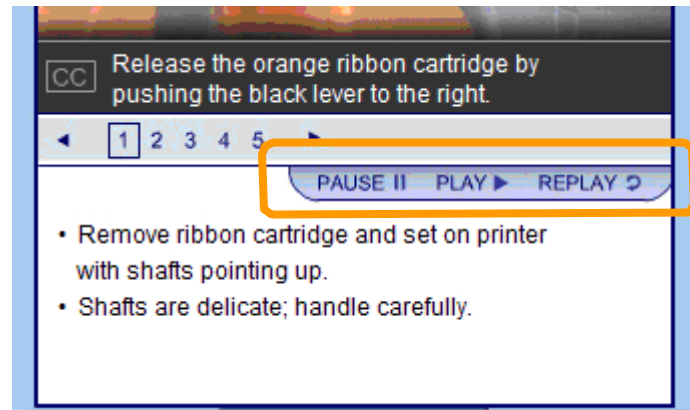 CC
Release the orange ribbon cartridge by
pushing the black lever to the right.
1 2 3 4 5
PAUSE PLAY REPLAY
• Remove ribbon cartridge and set on printer
with shafts pointing up.
• Shafts are delicate; handle carefully.